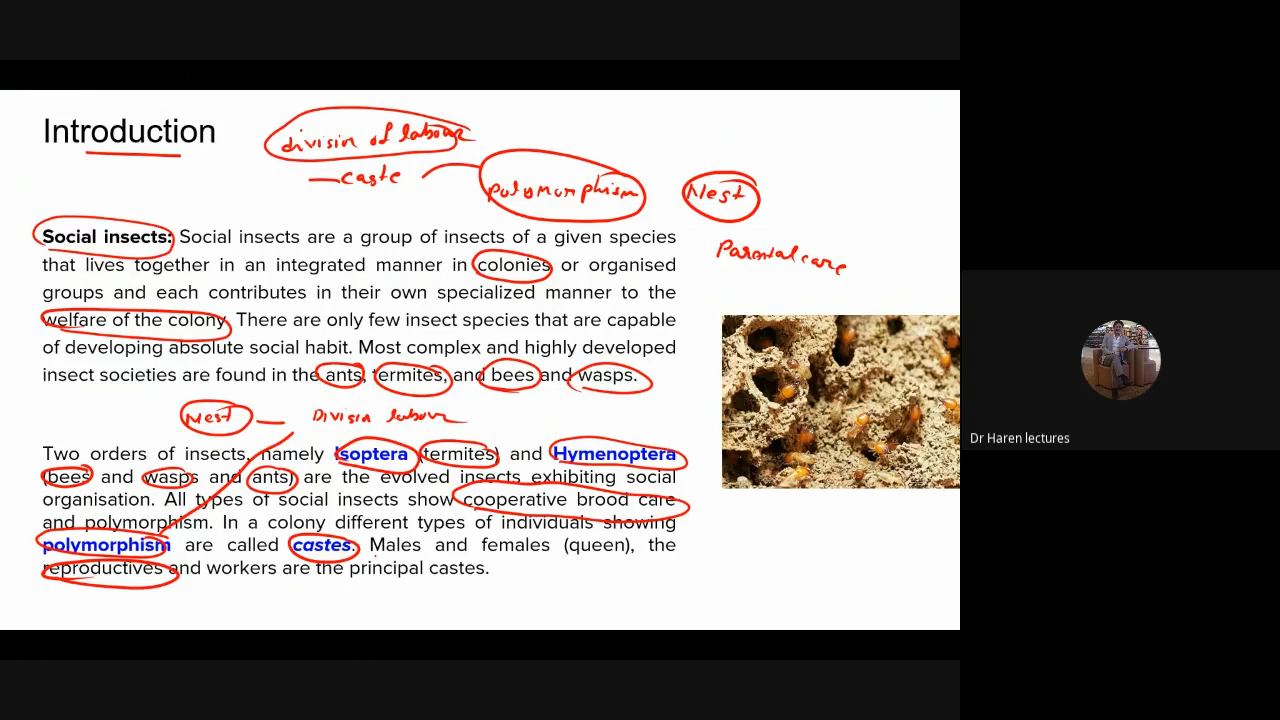 Introduction
division of labour
caste
polymorphism
Nest
Social insects: Social insects are a group of insects of a given species
that lives together in an integrated manner in colonies or organised
groups and each contributes in their own specialized manner to the
welfare of the colony. There are only few insect species that are capable
of developing absolute social habit. Most complex and highly developed
insect societies are found in the ants, termites, and bees and wasps.
Parental care
Nest — Division labour
Two orders of insects, namely Isoptera (termites) and Hymenoptera
(bees and wasps and ants) are the evolved insects exhibiting social
organisation. All types of social insects show cooperative brood care
and polymorphism. In a colony different types of individuals showing
polymorphism are called castes. Males and females (queen), the
reproductives and workers are the principal castes.
Dr Haren lectures